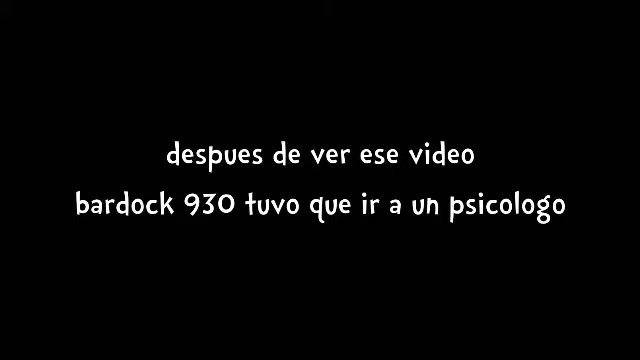 despues de ver ese video
bardock 930 tuvo que ir a un psicologo